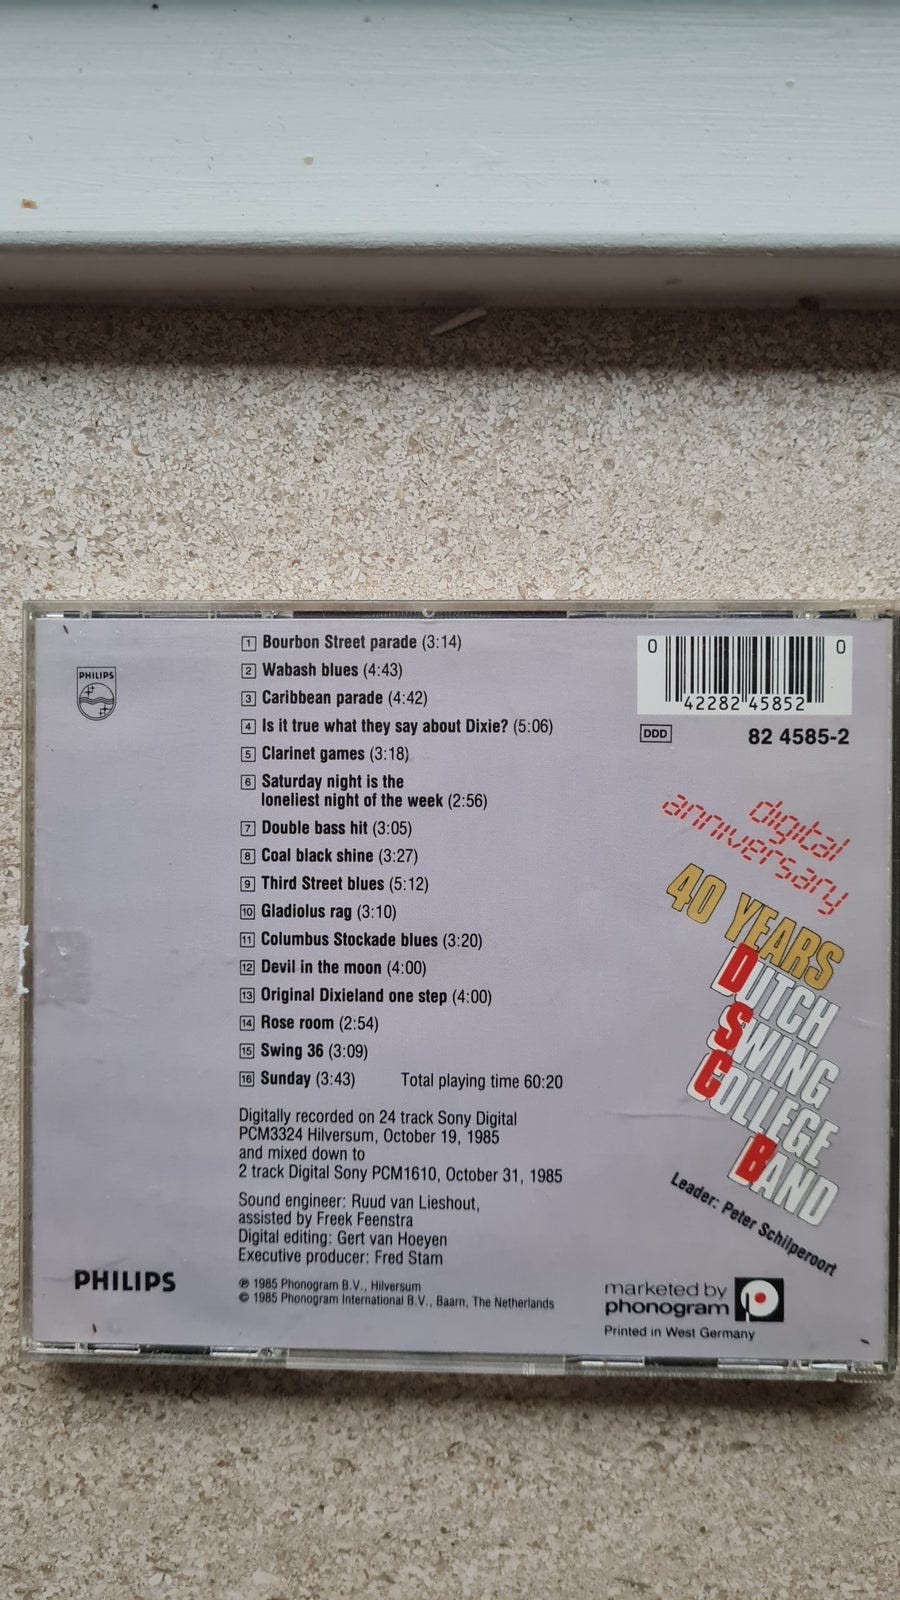 PHILIPS
1 Bourbon Street parade (3:14)
2 Wabash blues (4:43)
3 Caribbean parade (4:42)
4 Is it true what they say about Dixie? (5:06)
5 Clarinet games (3:18)
6 Saturday night is the
loneliest night of the week (2:56)
7 Double bass hit (3:05)
8 Coal black shine (3:27)
9 Third Street blues (5:12)
10 Gladiolus rag (3:10)
11 Columbus Stockade blues (3:20)
12 Devil in the moon (4:00)
13 Original Dixieland one step (4:00)
14 Rose room (2:54)
15 Swing 36 (3:09)
16 Sunday (3:43) Total playing time 60:20
Digitally recorded on 24 track Sony Digital
PCM3324 Hilversum, October 19, 1985
and mixed down to
2 track Digital Sony PCM1610, October 31, 1985
Sound engineer: Ruud van Lieshout,
assisted by Freek Feenstra
Digital editing: Gert van Hoeyen
Executive producer: Fred Stam
℗ 1985 Phonogram B.V., Hilversum
© 1985 Phonogram International B.V., Baarn, The Netherlands
PHILIPS
0 42282 45852 0
DDD 82 4585-2
digital
anniversary
40 YEARS
DUTCH
SWING
COLLEGE
BAND
Leader: Peter Schilperoort
marketed by
phonogram
Printed in West Germany